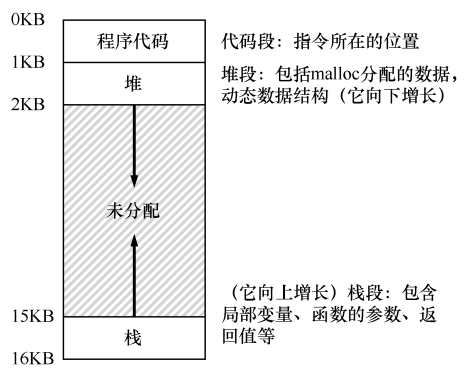 0KB
程序代码
代码段：指令所在的位置
1KB
堆
堆段：包括malloc分配的数据，
动态数据结构（它向下增长）
2KB
未分配
（它向上增长）栈段：包含
局部变量、函数的参数、返
回值等
15KB
栈
16KB